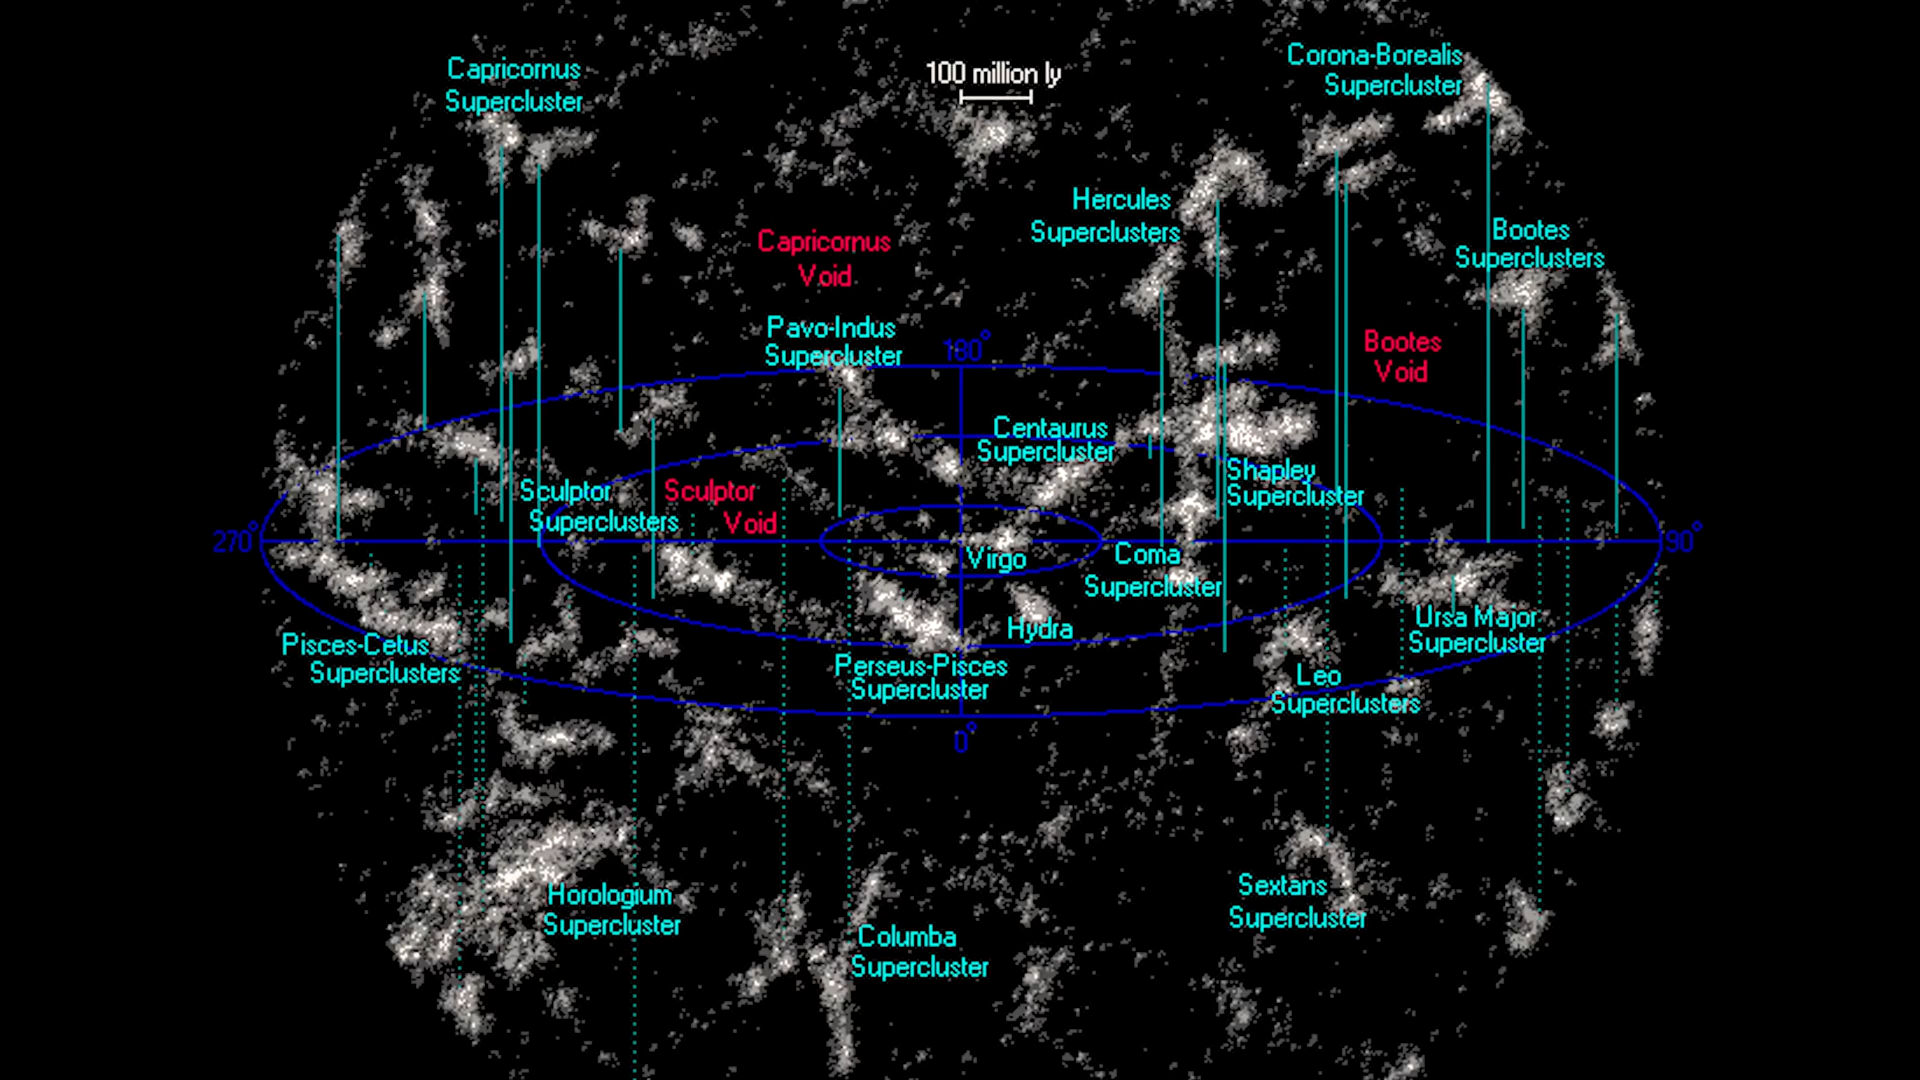 Corona-Borealis
Supercluster
Capricornus
Supercluster
100 million ly
Hercules
Superclusters
Bootes
Superclusters
Capricornus
Void
Pavo-Indus
Supercluster
180°
Bootes
Void
Centaurus
Supercluster
Shapley
Supercluster
Sculptor
Superclusters
Sculptor
Void
270°
90°
Virgo
Coma
Supercluster
Hydra
Ursa Major
Supercluster
Pisces-Cetus
Superclusters
Perseus-Pisces
Supercluster
Leo
Superclusters
0°
Horologium
Supercluster
Sextans
Supercluster
Columba
Supercluster